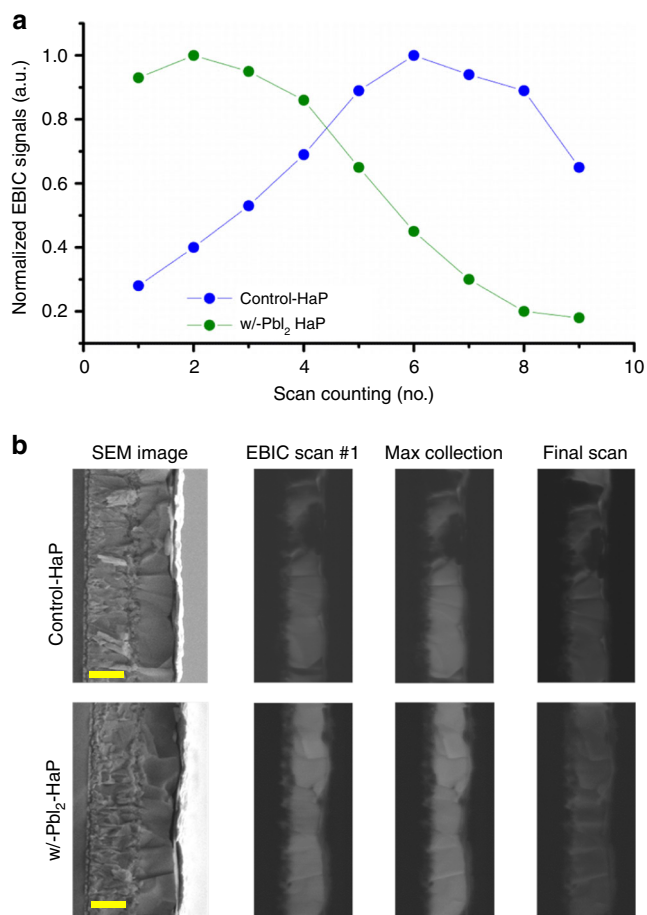 a
Normalized EBIC signals (a.u.)
1.0
0.8
0.6
0.4
0.2
Control-HaP
w/-PbI₂ HaP
0 2 4 6 8 10
Scan counting (no.)
b
SEM image EBIC scan #1 Max collection Final scan
Control-HaP
w/-PbI₂-HaP